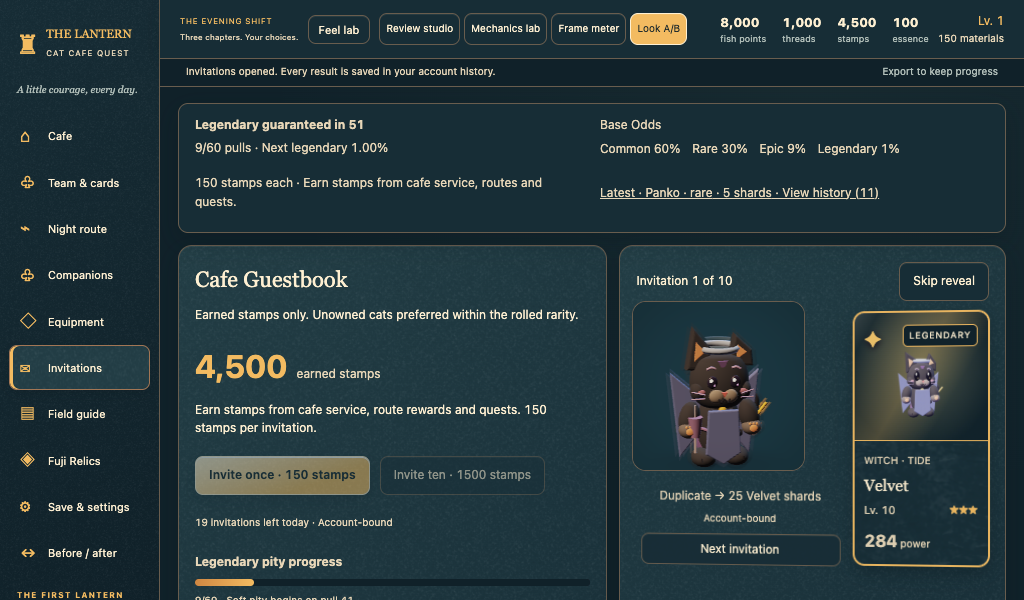 THE LANTERN
CAT CAFE QUEST
A little courage, every day.
Cafe
Team & cards
Night route
Companions
Equipment
Invitations
Field guide
Fuji Relics
Save & settings
Before / after
THE FIRST LANTERN
THE EVENING SHIFT
Three chapters. Your choices.
Feel lab
Review studio
Mechanics lab
Frame meter
Look A/B
8,000
fish points
1,000
threads
4,500
stamps
100
essence
Lv. 1
150 materials
Invitations opened. Every result is saved in your account history.
Export to keep progress
Legendary guaranteed in 51
9/60 pulls · Next legendary 1.00%
150 stamps each · Earn stamps from cafe service, routes and
quests.
Base Odds
Common 60% Rare 30% Epic 9% Legendary 1%
Latest · Panko · rare · 5 shards · View history (11)
Cafe Guestbook
Earned stamps only. Unowned cats preferred within the rolled rarity.
4,500 earned stamps
Earn stamps from cafe service, route rewards and quests. 150
stamps per invitation.
Invite once · 150 stamps
Invite ten · 1500 stamps
19 invitations left today · Account-bound
Legendary pity progress
9/60 · Soft pity begins on pull 41
Invitation 1 of 10
Skip reveal
Duplicate → 25 Velvet shards
Account-bound
Next invitation
LEGENDARY
WITCH · TIDE
Velvet
Lv. 10
284 power